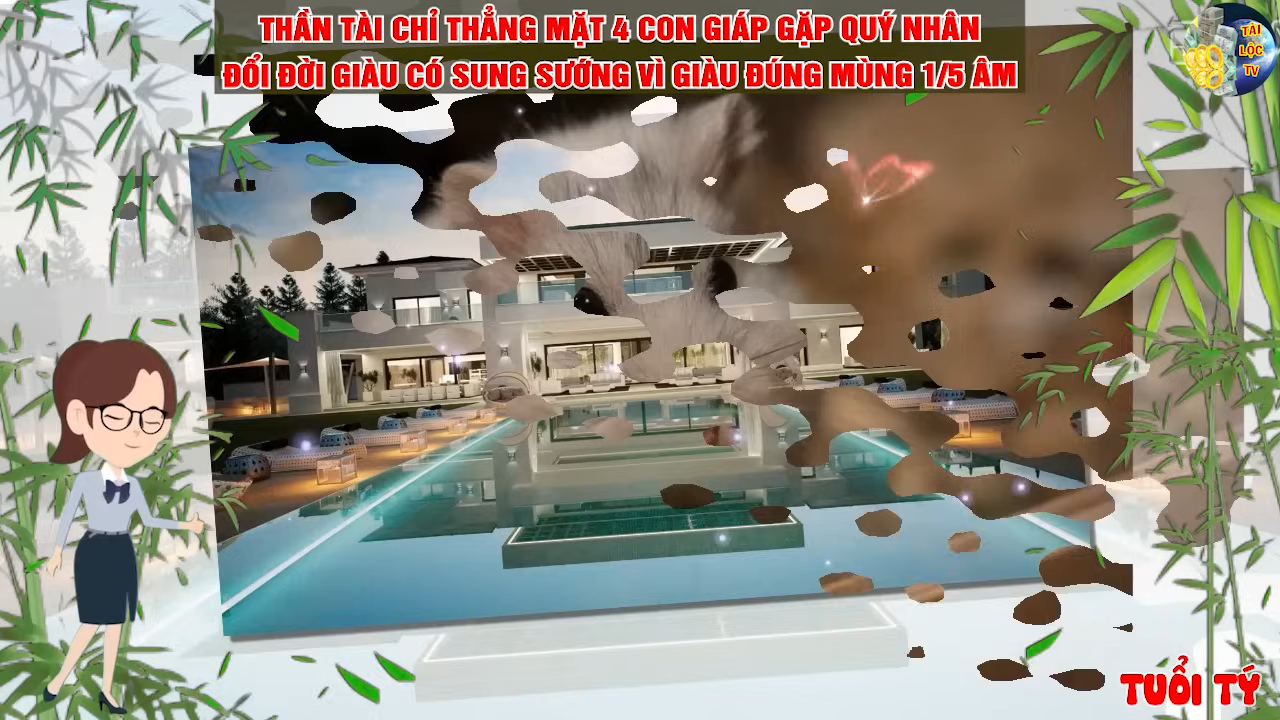 THẦN TÀI CHỈ THẲNG MẶT 4 CON GIÁP GẶP QUÝ NHÂN
ĐỔI ĐỜI GIÀU CÓ SUNG SƯỚNG VÌ GIÀU ĐÚNG MÙNG 1/5 ÂM
TÀI
LỘC
TV
TUỔI TÝ